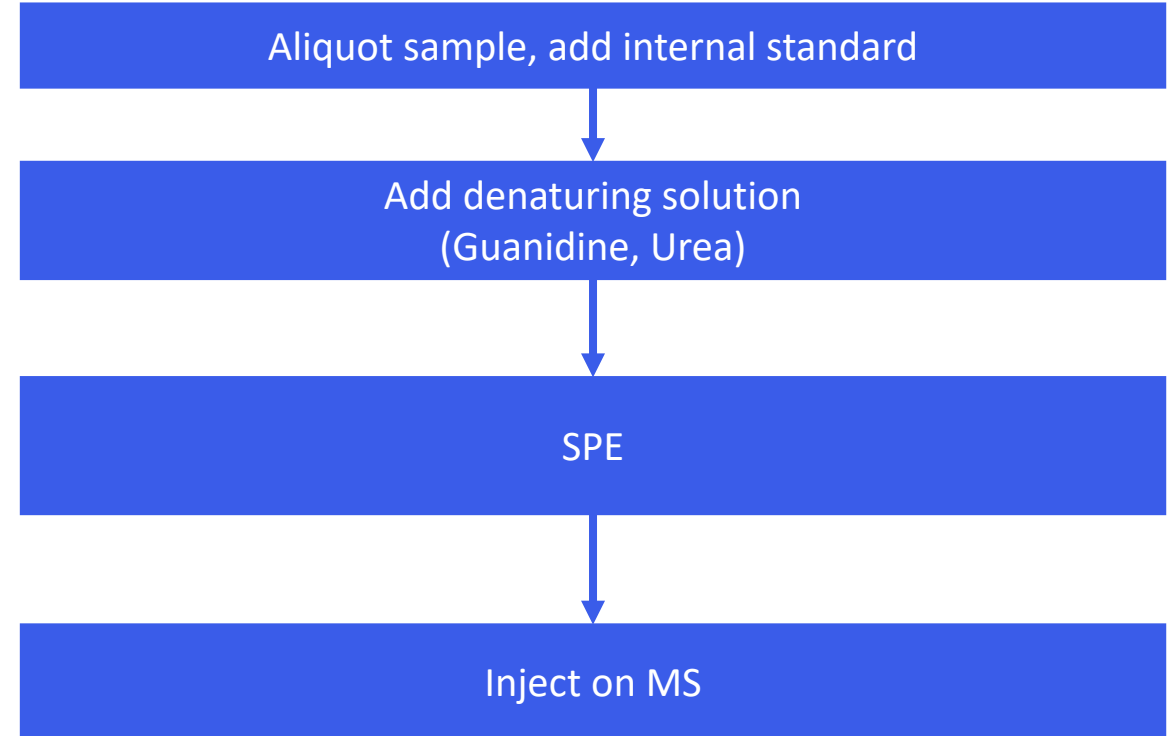 Aliquot sample, add internal standard
Add denaturing solution
(Guanidine, Urea)
SPE
Inject on MS